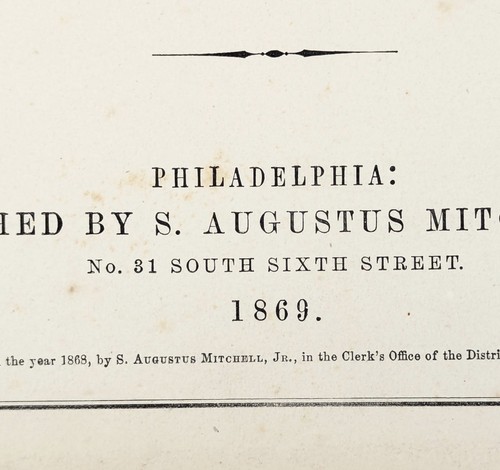 PHILADELPHIA:
HED BY S. AUGUSTUS MIT
No. 31 SOUTH SIXTH STREET.
1869.
the year 1868, by S. Augustus Mitchell, Jr., in the Clerk's Office of the Distri